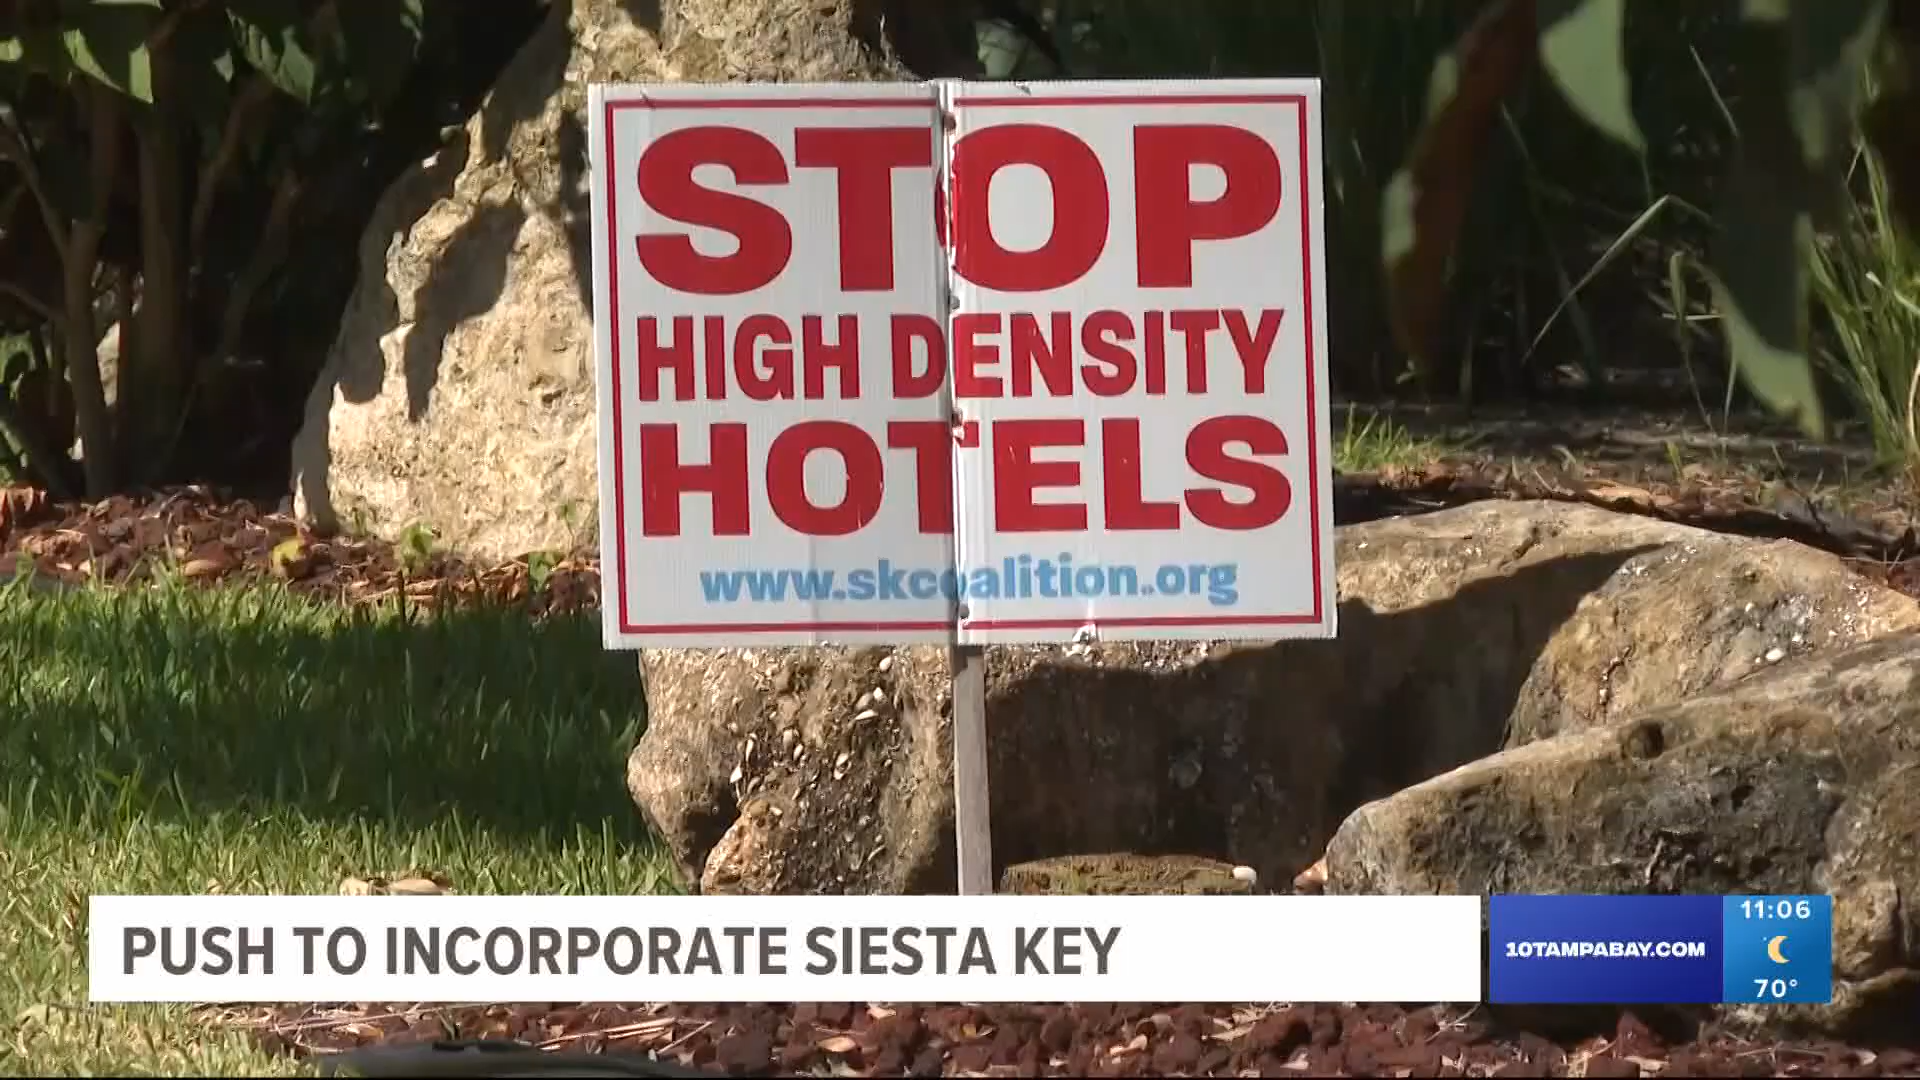 STOP
HIGH DENSITY
HOTELS
www.skcoalition.org
PUSH TO INCORPORATE SIESTA KEY
10TAMPABAY.COM
11:06
70°